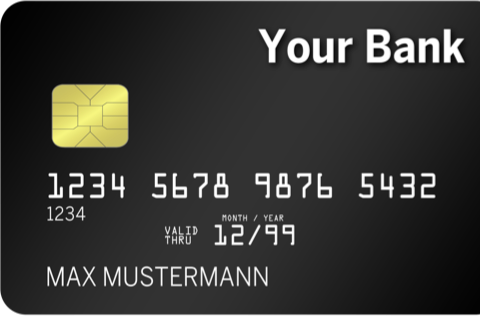 Your Bank
1234 5678 9876 5432
1234
MONTH / YEAR
VALID THRU 12/99
MAX MUSTERMANN